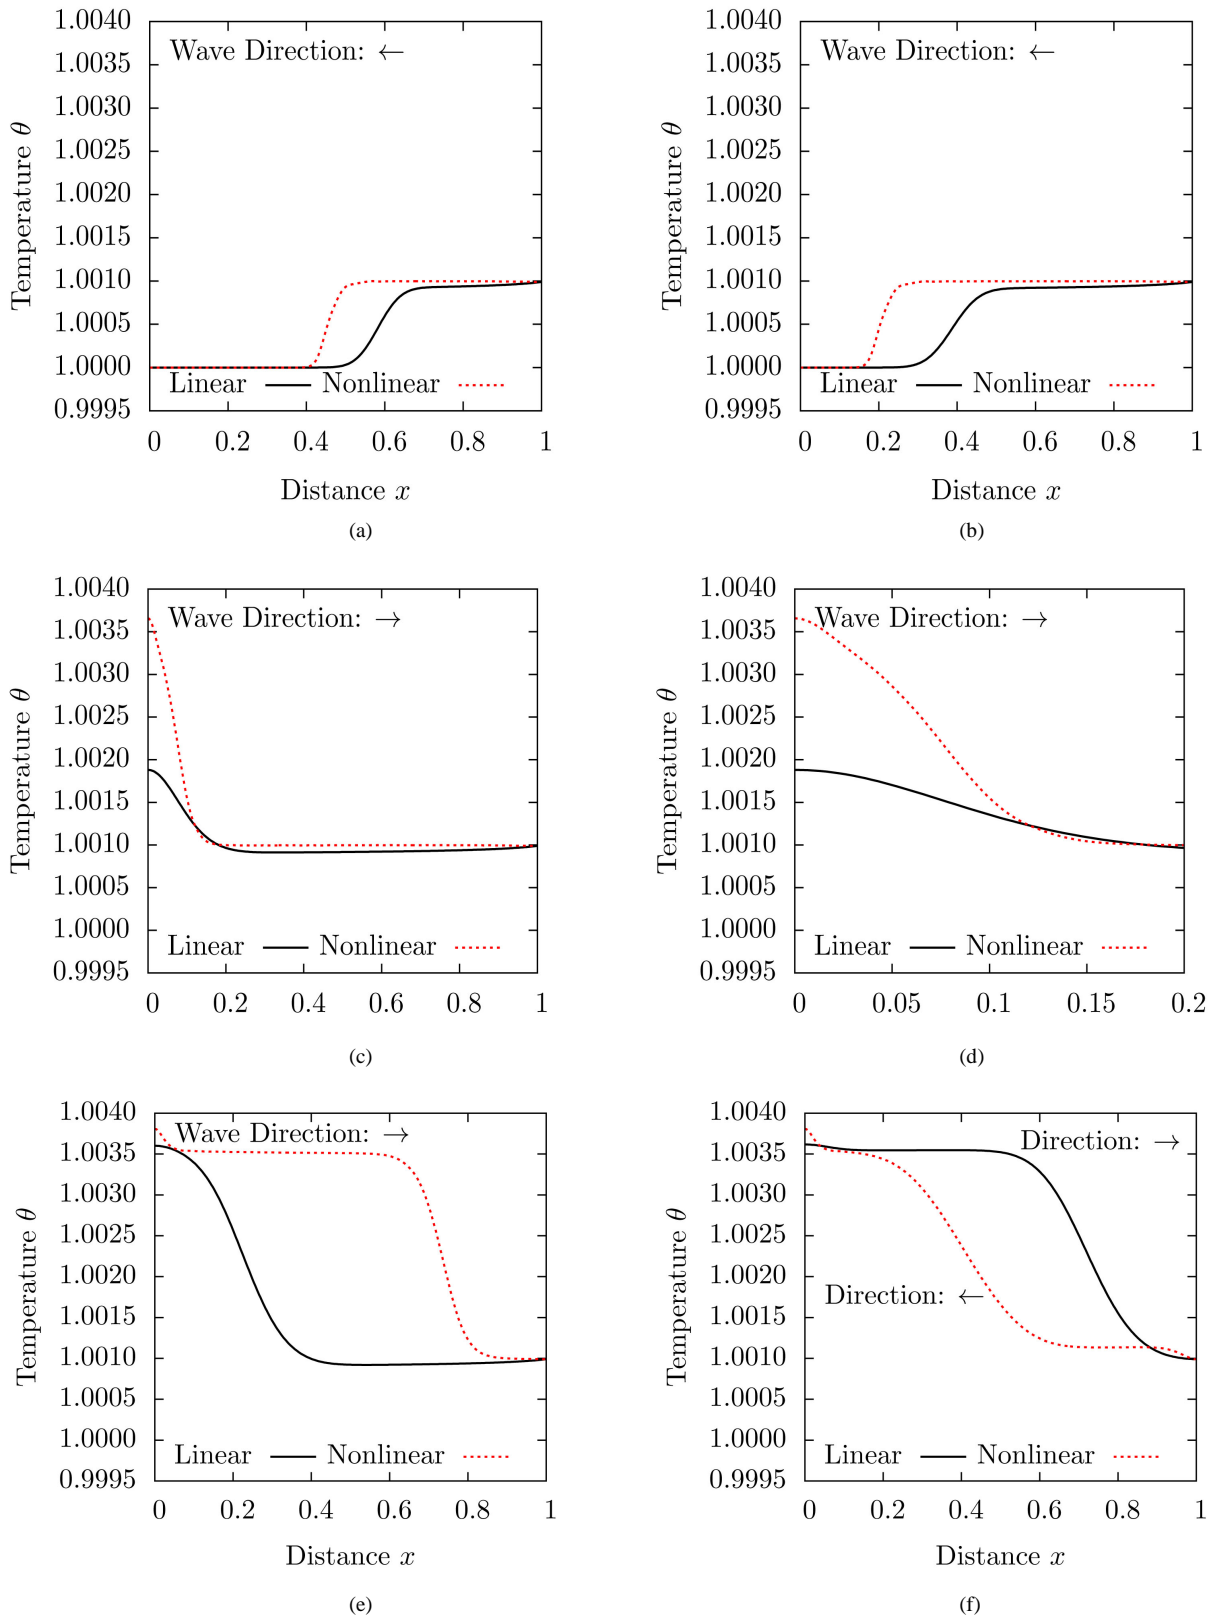 1.0040
1.0035
1.0030
1.0025
1.0020
1.0015
1.0010
1.0005
1.0000
0.9995
Temperature θ
Wave Direction: ←
Linear Nonlinear
0 0.2 0.4 0.6 0.8 1
Distance x
(a)
1.0040
1.0035
1.0030
1.0025
1.0020
1.0015
1.0010
1.0005
1.0000
0.9995
Temperature θ
Wave Direction: ←
Linear Nonlinear
0 0.2 0.4 0.6 0.8 1
Distance x
(b)
1.0040
1.0035
1.0030
1.0025
1.0020
1.0015
1.0010
1.0005
1.0000
0.9995
Temperature θ
Wave Direction: →
Linear Nonlinear
0 0.2 0.4 0.6 0.8 1
(c)
1.0040
1.0035
1.0030
1.0025
1.0020
1.0015
1.0010
1.0005
1.0000
0.9995
Temperature θ
Wave Direction: →
Linear Nonlinear
0 0.05 0.1 0.15 0.2
(d)
1.0040
1.0035
1.0030
1.0025
1.0020
1.0015
1.0010
1.0005
1.0000
0.9995
Temperature θ
Wave Direction: →
Linear Nonlinear
0 0.2 0.4 0.6 0.8 1
Distance x
(e)
1.0040
1.0035
1.0030
1.0025
1.0020
1.0015
1.0010
1.0005
1.0000
0.9995
Temperature θ
Direction: →
Direction: ←
Linear Nonlinear
0 0.2 0.4 0.6 0.8 1
Distance x
(f)